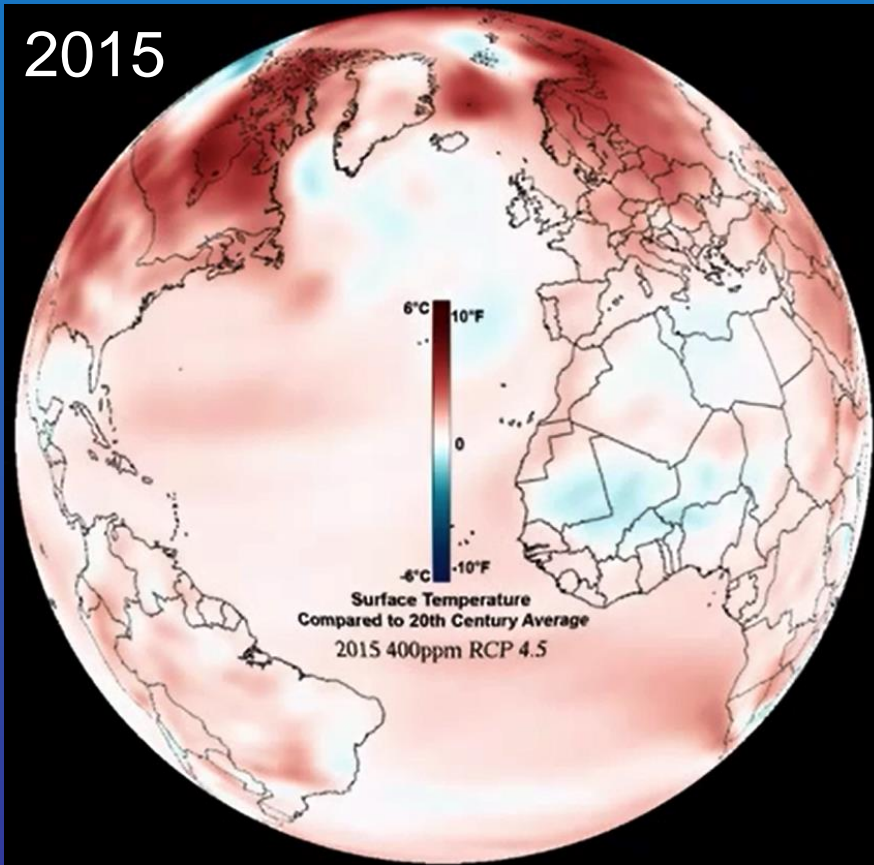 2015
6°C 10°F
0
-6°C -10°F
Surface Temperature
Compared to 20th Century Average
2015 400ppm RCP 4.5